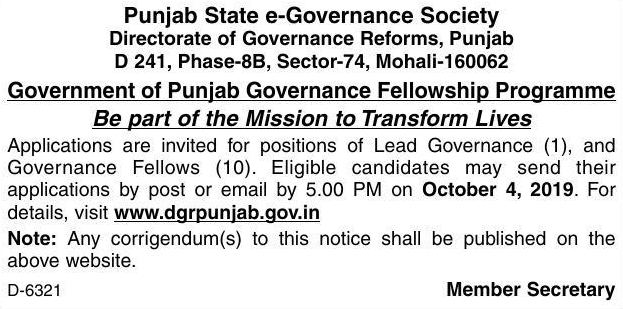 Punjab State e-Governance Society
Directorate of Governance Reforms, Punjab
D 241, Phase-8B, Sector-74, Mohali-160062
Government of Punjab Governance Fellowship Programme
Be part of the Mission to Transform Lives
Applications are invited for positions of Lead Governance (1), and
Governance Fellows (10). Eligible candidates may send their
applications by post or email by 5.00 PM on October 4, 2019. For
details, visit www.dgrpunjab.gov.in
Note: Any corrigendum(s) to this notice shall be published on the
above website.
D-6321 Member Secretary